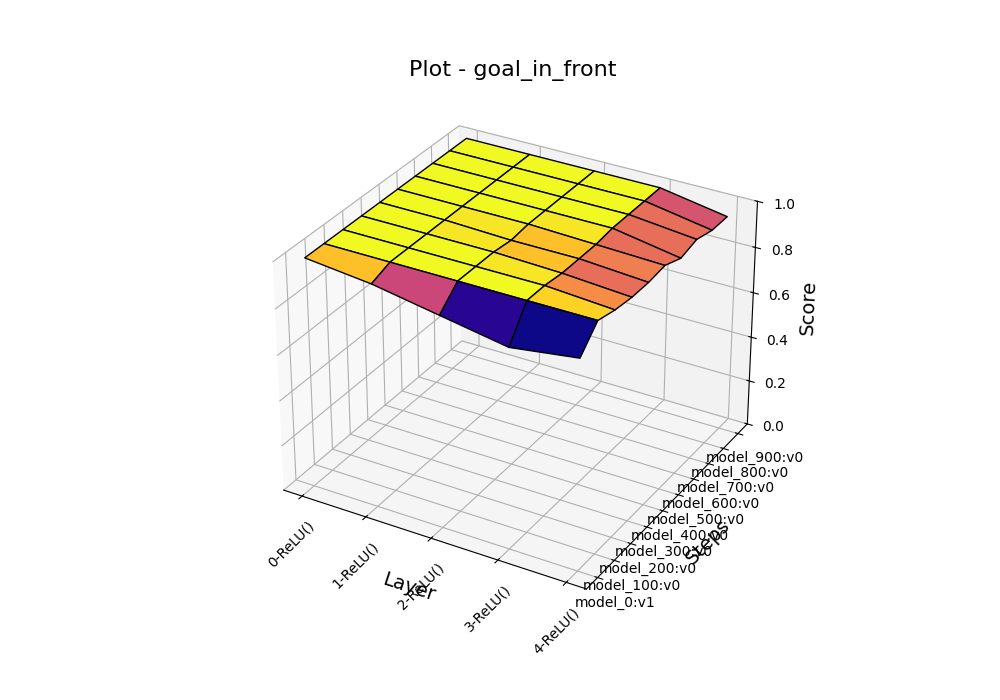 Plot - goal_in_front
1.0
0.8
0.6
0.4
0.2
0.0
Score
model_900:v0
model_800:v0
model_700:v0
model_600:v0
model_500:v0
model_400:v0
model_300:v0
model_200:v0
model_100:v0
model_0:v1
Steps
0-ReLU()
1-ReLU()
2-ReLU()
3-ReLU()
4-ReLU()
Layer